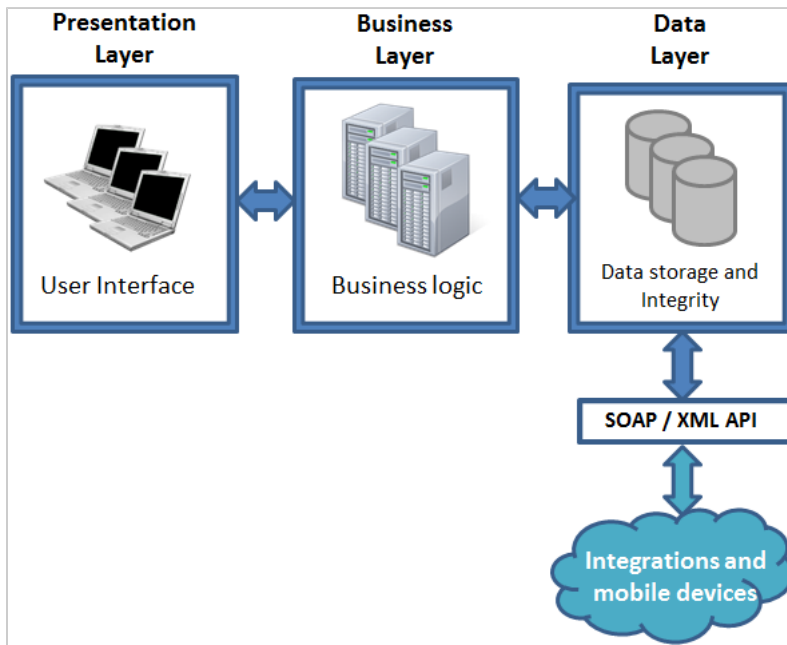 Presentation
Layer
Business
Layer
Data
Layer
User Interface
Business logic
Data storage and
Integrity
SOAP / XML API
Integrations and
mobile devices